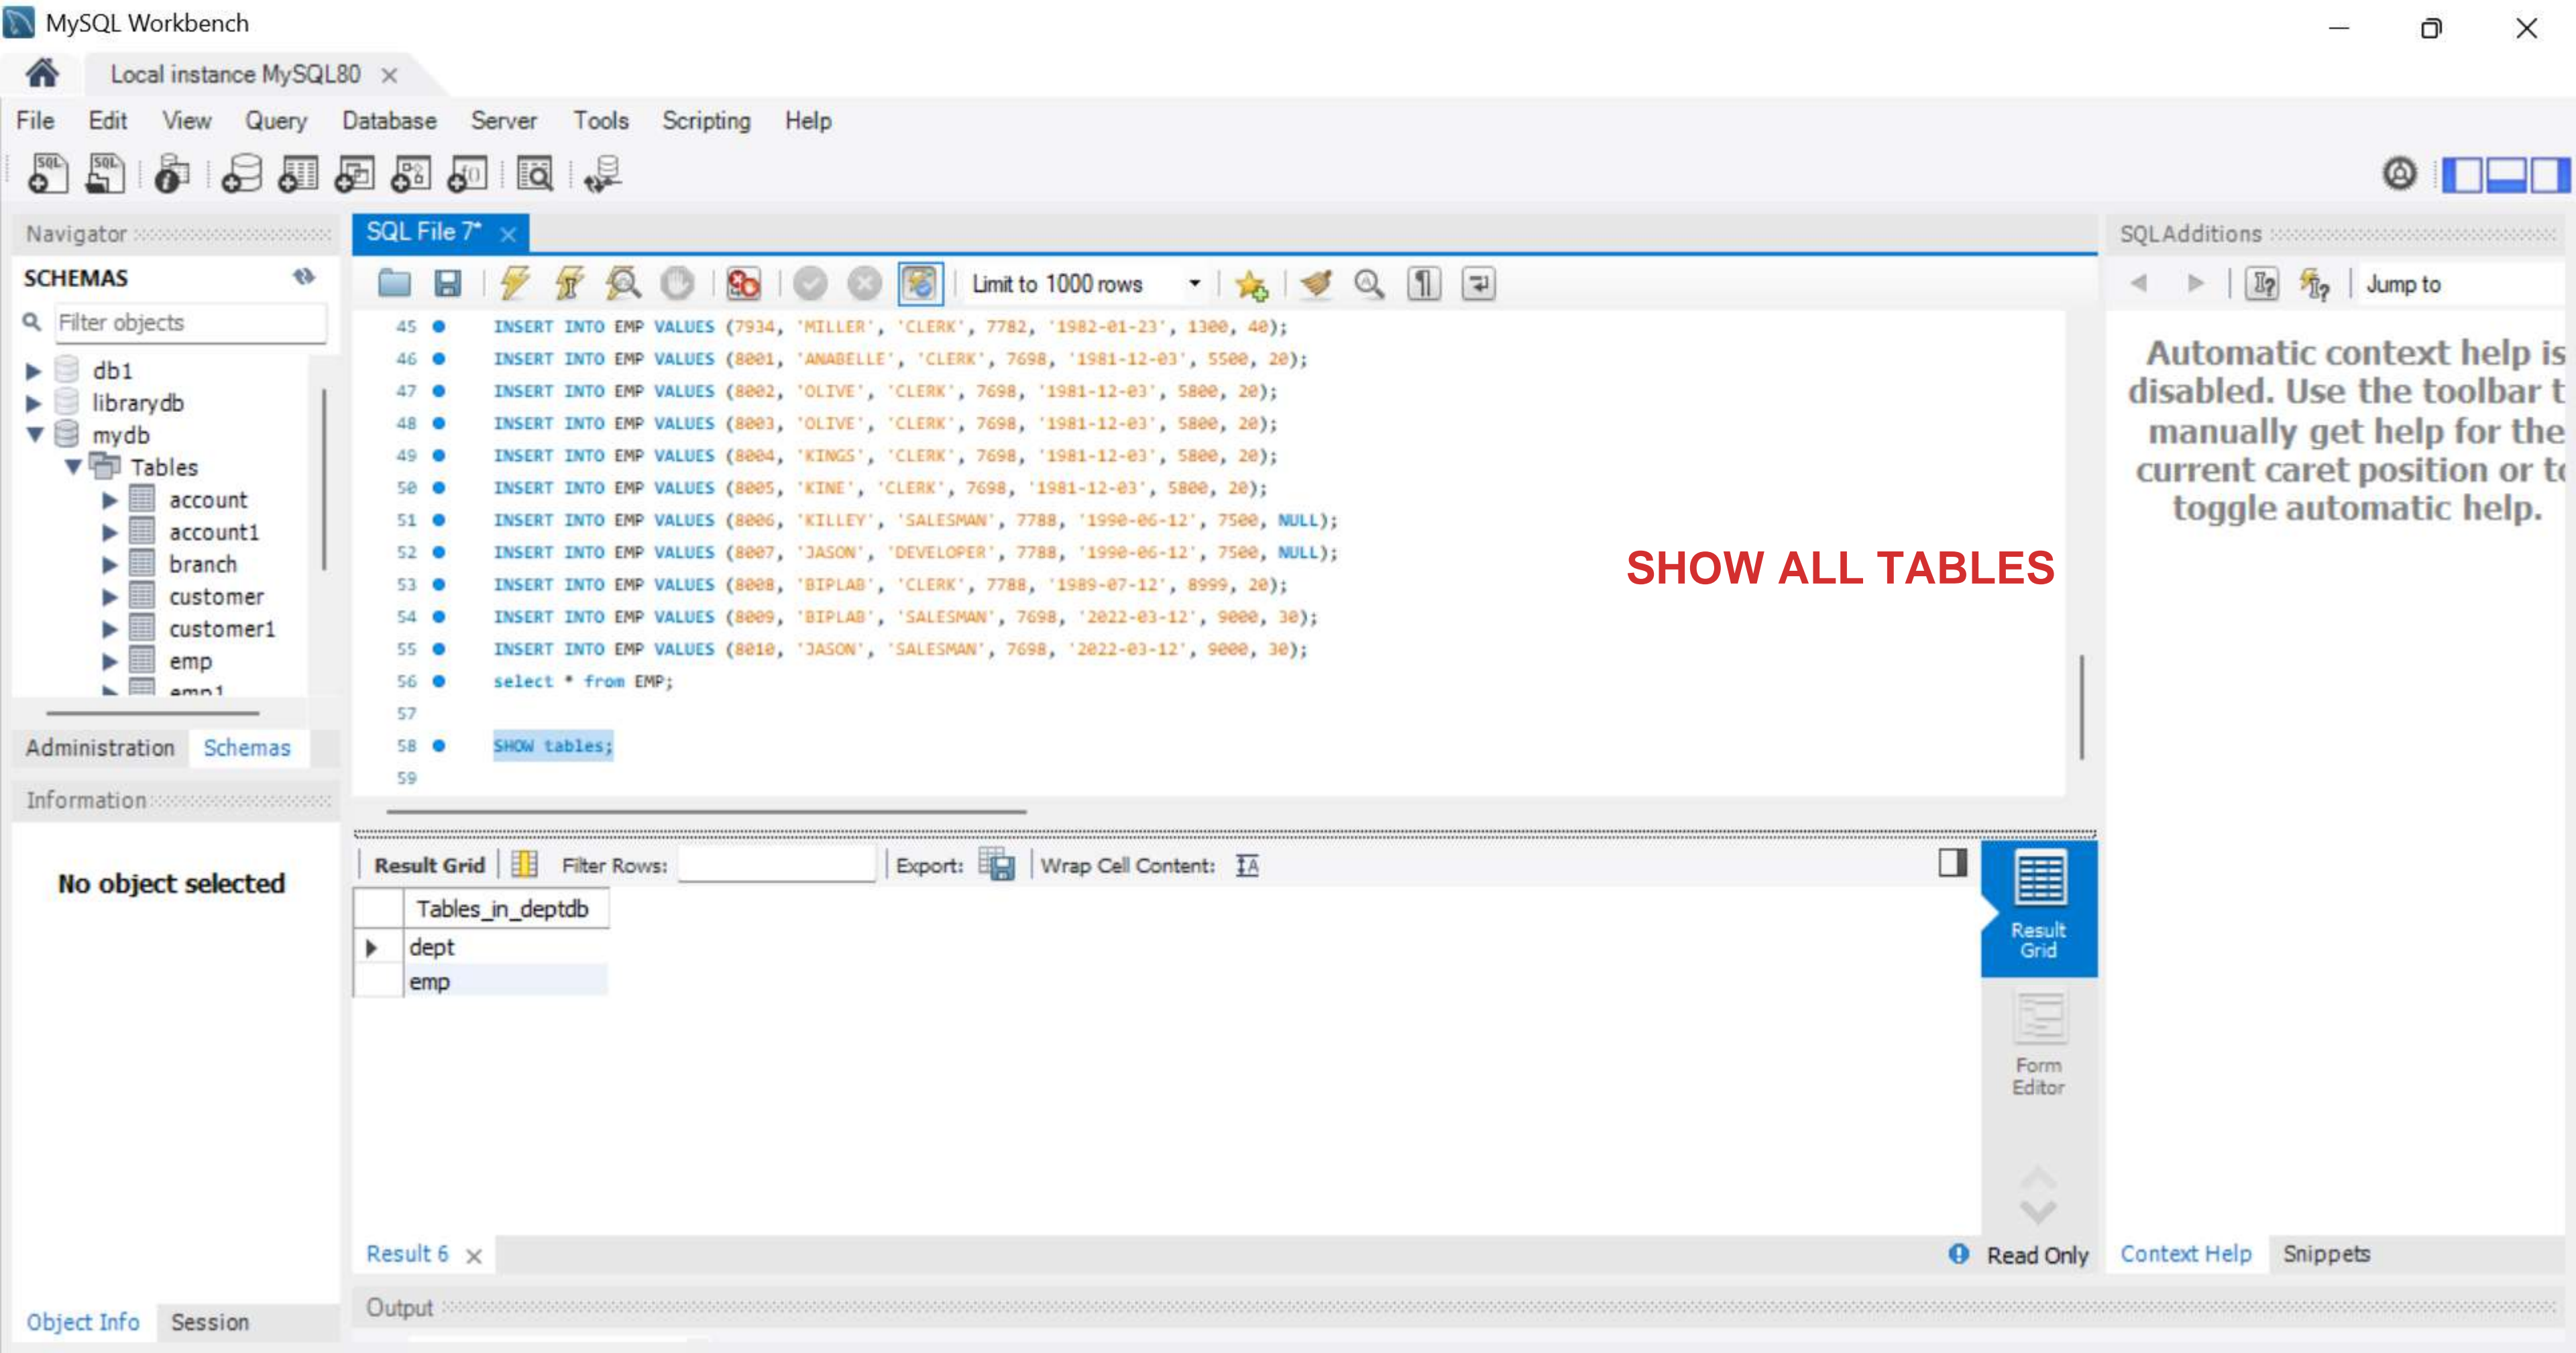 MySQL Workbench
Local instance MySQL80
File Edit View Query Database Server Tools Scripting Help
Navigator
SCHEMAS
Filter objects
db1
librarydb
mydb
Tables
account
account1
branch
customer
customer1
emp
emp1
Administration Schemas
Information
No object selected
Object Info Session
SQL File 7*
Limit to 1000 rows
45 INSERT INTO EMP VALUES (7934, 'MILLER', 'CLERK', 7782, '1982-01-23', 1300, 40);
46 INSERT INTO EMP VALUES (8001, 'ANABELLE', 'CLERK', 7698, '1981-12-03', 5500, 20);
47 INSERT INTO EMP VALUES (8002, 'OLIVE', 'CLERK', 7698, '1981-12-03', 5800, 20);
48 INSERT INTO EMP VALUES (8003, 'OLIVE', 'CLERK', 7698, '1981-12-03', 5800, 20);
49 INSERT INTO EMP VALUES (8004, 'KINGS', 'CLERK', 7698, '1981-12-03', 5800, 20);
50 INSERT INTO EMP VALUES (8005, 'KINE', 'CLERK', 7698, '1981-12-03', 5800, 20);
51 INSERT INTO EMP VALUES (8006, 'KILLEY', 'SALESMAN', 7788, '1990-06-12', 7500, NULL);
52 INSERT INTO EMP VALUES (8007, 'JASON', 'DEVELOPER', 7788, '1990-06-12', 7500, NULL);
53 INSERT INTO EMP VALUES (8008, 'BIPLAB', 'CLERK', 7788, '1989-07-12', 8999, 20);
54 INSERT INTO EMP VALUES (8009, 'BIPLAB', 'SALESMAN', 7698, '2022-03-12', 9000, 30);
55 INSERT INTO EMP VALUES (8010, 'JASON', 'SALESMAN', 7698, '2022-03-12', 9000, 30);
56 select * from EMP;
57
58 SHOW tables;
59
SHOW ALL TABLES
Result Grid Filter Rows: Export: Wrap Cell Content:
Tables_in_deptdb
dept
emp
Result
Grid
Form
Editor
Result 6
Read Only
Output
SQLAdditions
Jump to
Automatic context help is
disabled. Use the toolbar t
manually get help for the
current caret position or to
toggle automatic help.
Context Help Snippets